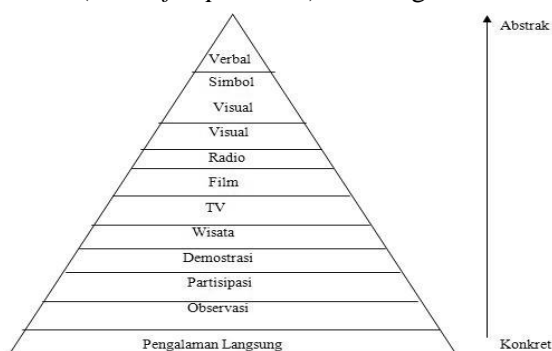 Abstrak
Verbal
Simbol
Visual
Visual
Radio
Film
TV
Wisata
Demostrasi
Partisipasi
Observasi
Pengalaman Langsung
Konkret